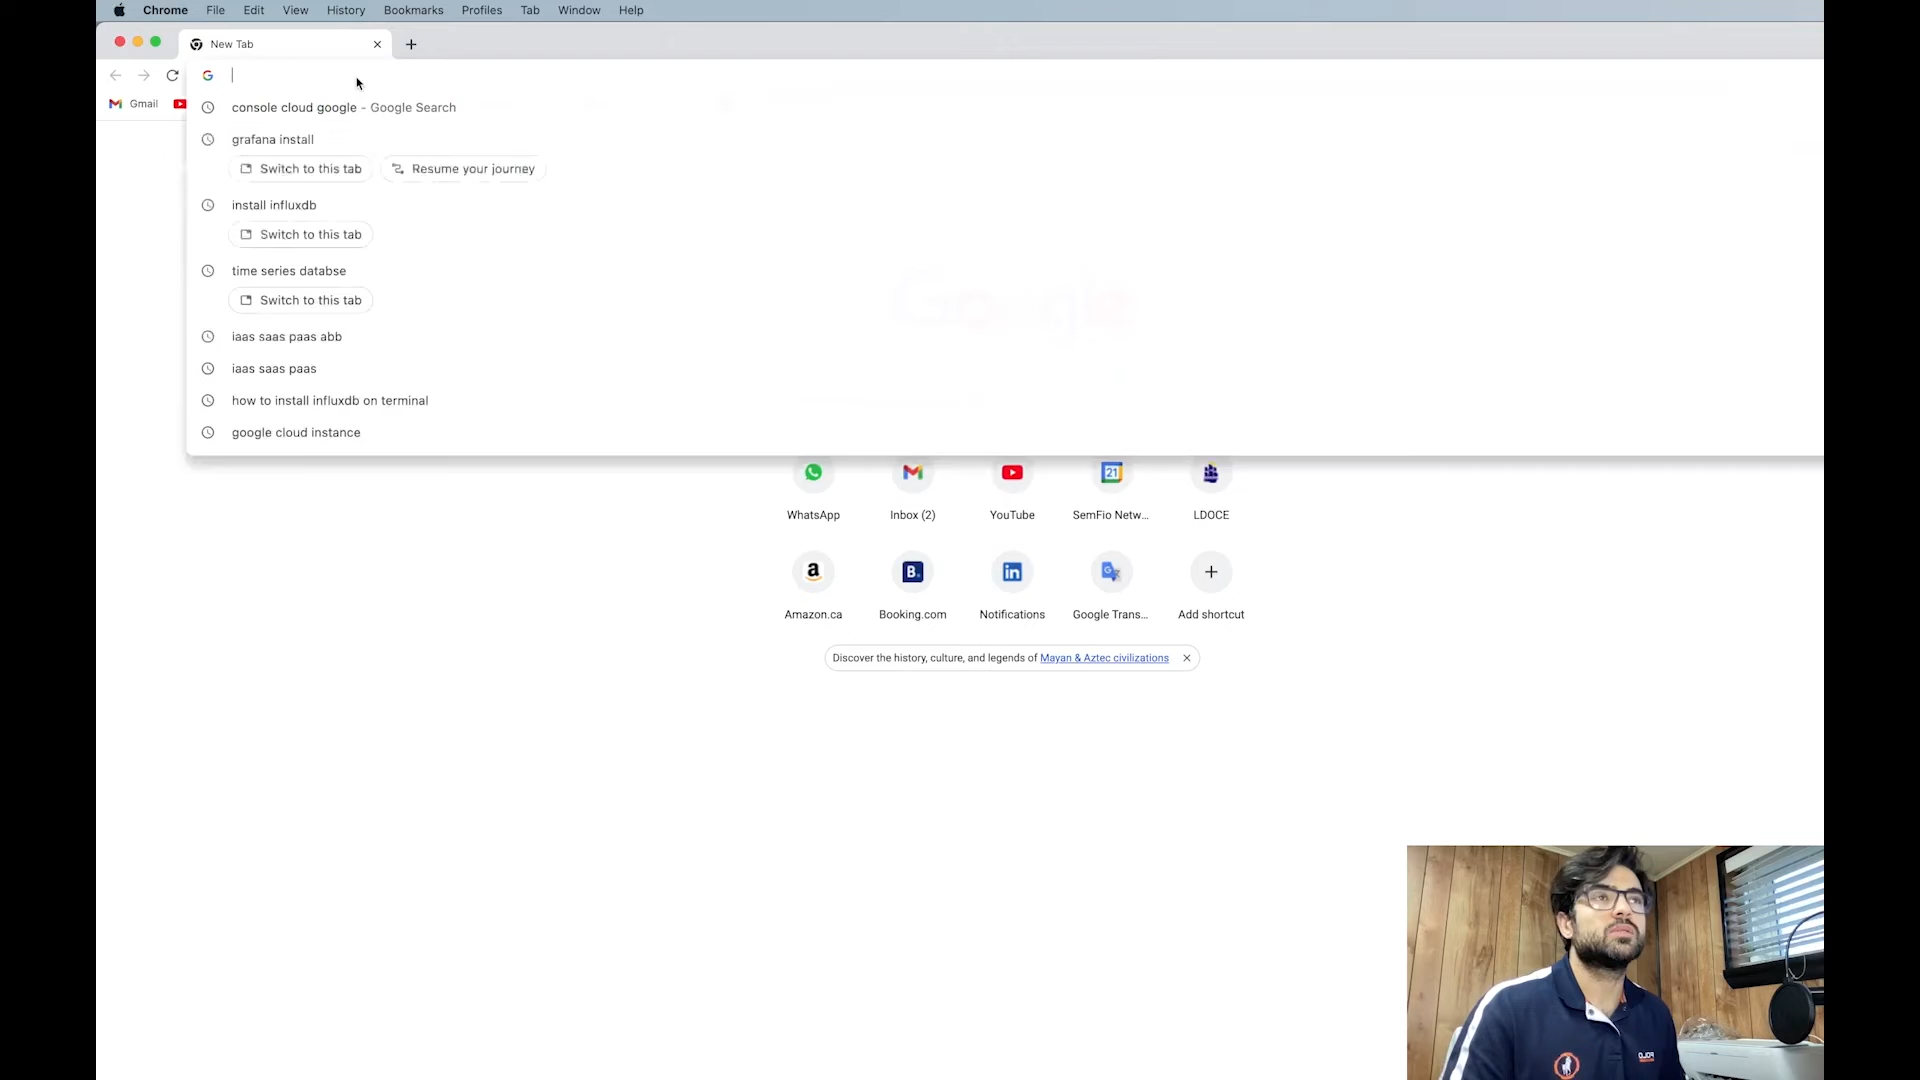 Chrome File Edit View History Bookmarks Profiles Tab Window Help
New Tab
Gmail
console cloud google - Google Search
grafana install
Switch to this tab Resume your journey
install influxdb
Switch to this tab
time series databse
Switch to this tab
iaas saas paas abb
iaas saas paas
how to install influxdb on terminal
google cloud instance
Google
21
WhatsApp Inbox (2) YouTube SemFio Netw... LDOCE
a B. in
Amazon.ca Booking.com Notifications Google Trans... Add shortcut
Discover the history, culture, and legends of Mayan & Aztec civilizations
POLO